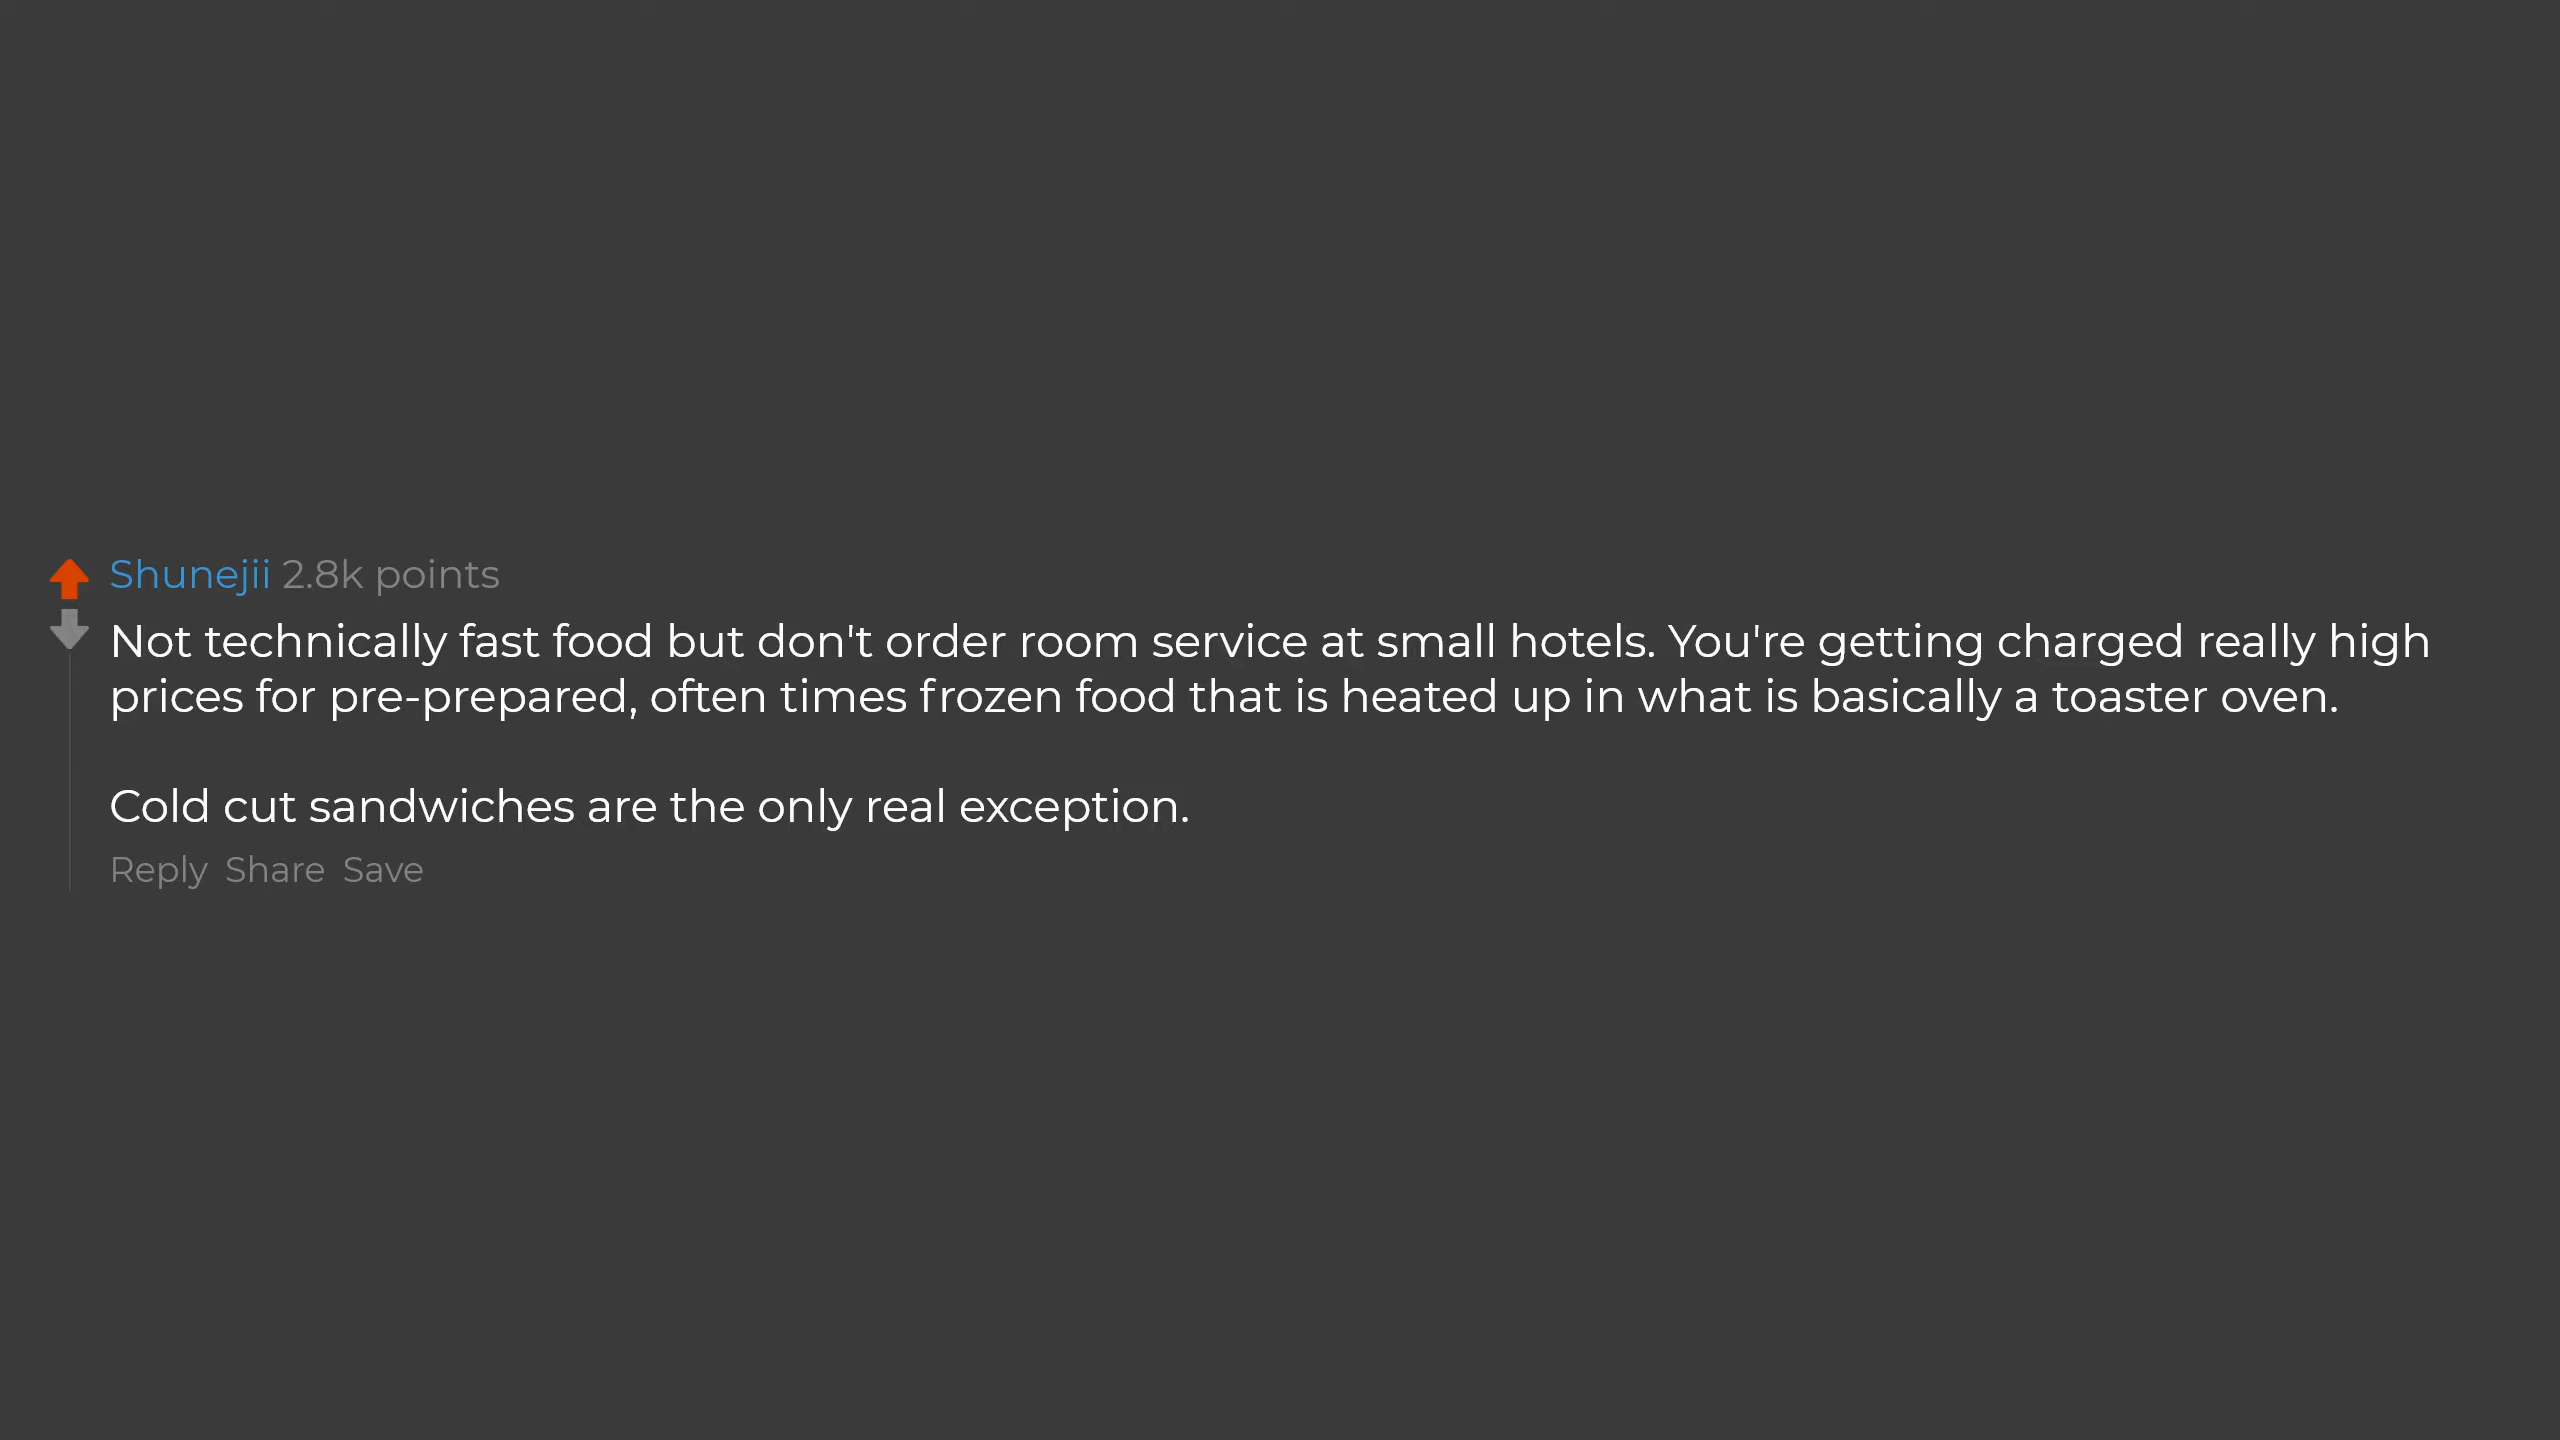 Shunejii 2.8k points
Not technically fast food but don't order room service at small hotels. You're getting charged really high
prices for pre-prepared, often times frozen food that is heated up in what is basically a toaster oven.
Cold cut sandwiches are the only real exception.
Reply Share Save